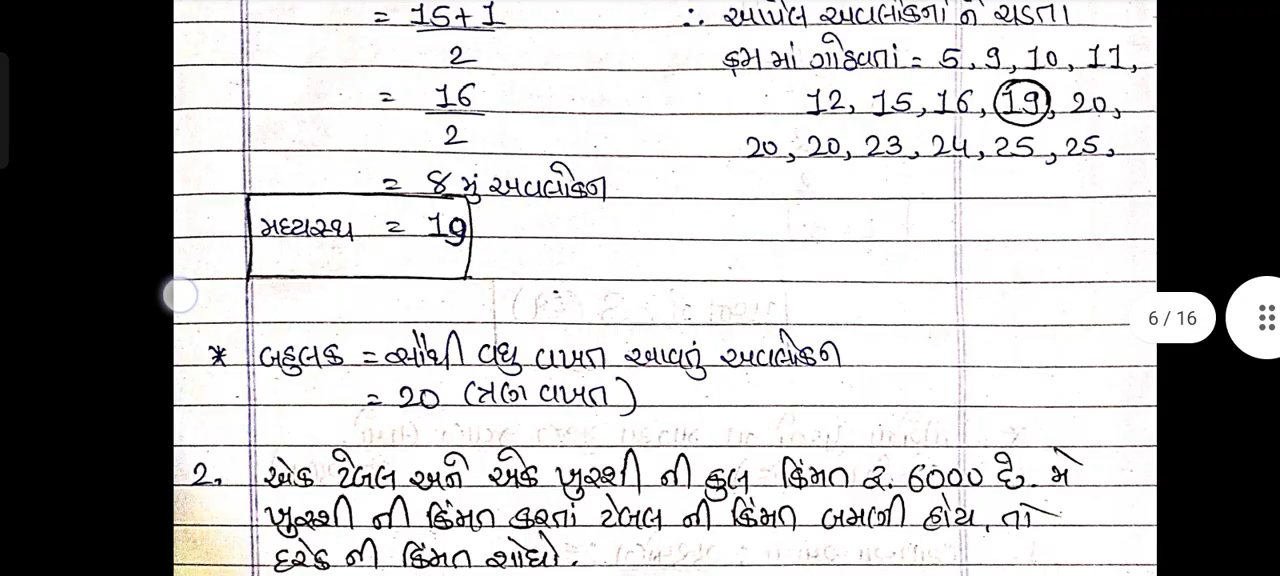 = 15+1
2
∴ આપેલ અવલોકનોને ચડતા
ક્રમ માં ગોઠવતાં = 5, 9, 10, 11,
= 16
2
12, 15, 16, 19, 20,
20, 20, 23, 24, 25, 25,
= 8 મું અવલોકન
મધ્યસ્થ = 19
* બહુલક = સૌથી વધુ વખત આવતું અવલોકન
= 20 (ત્રણ વખત)
2. એક ટેબલ અને એક ખુરશી ની કુલ કિંમત રૂ. 6000 છે. જો
ખુરશી ની કિંમત કરતાં ટેબલ ની કિંમત બમણી હોય, તો
દરેક ની કિંમત શોધો.
6 / 16